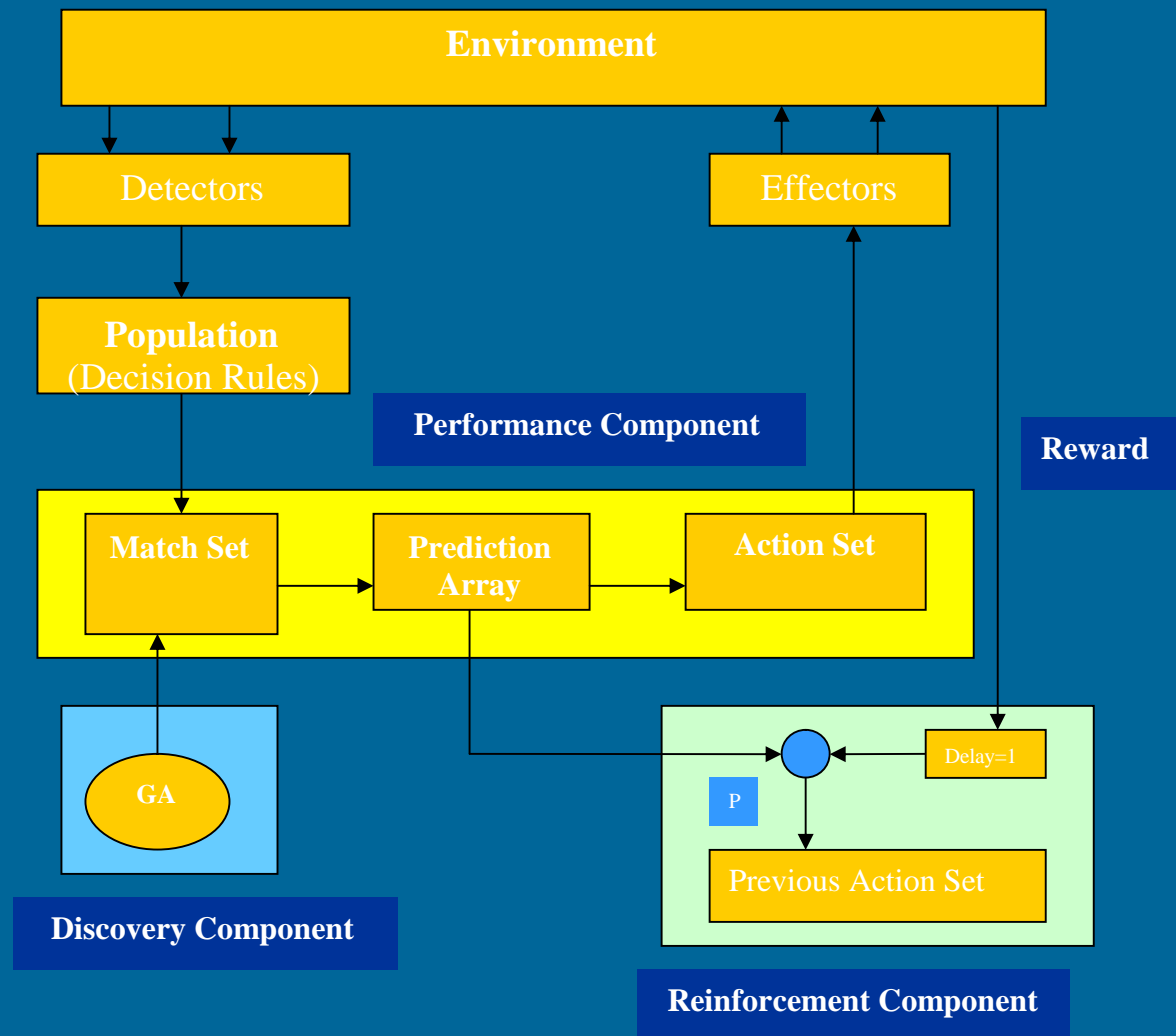 Environment
Detectors
Effectors
Population
(Decision Rules)
Performance Component
Reward
Match Set
Prediction
Array
Action Set
GA
Delay=1
P
Previous Action Set
Discovery Component
Reinforcement Component